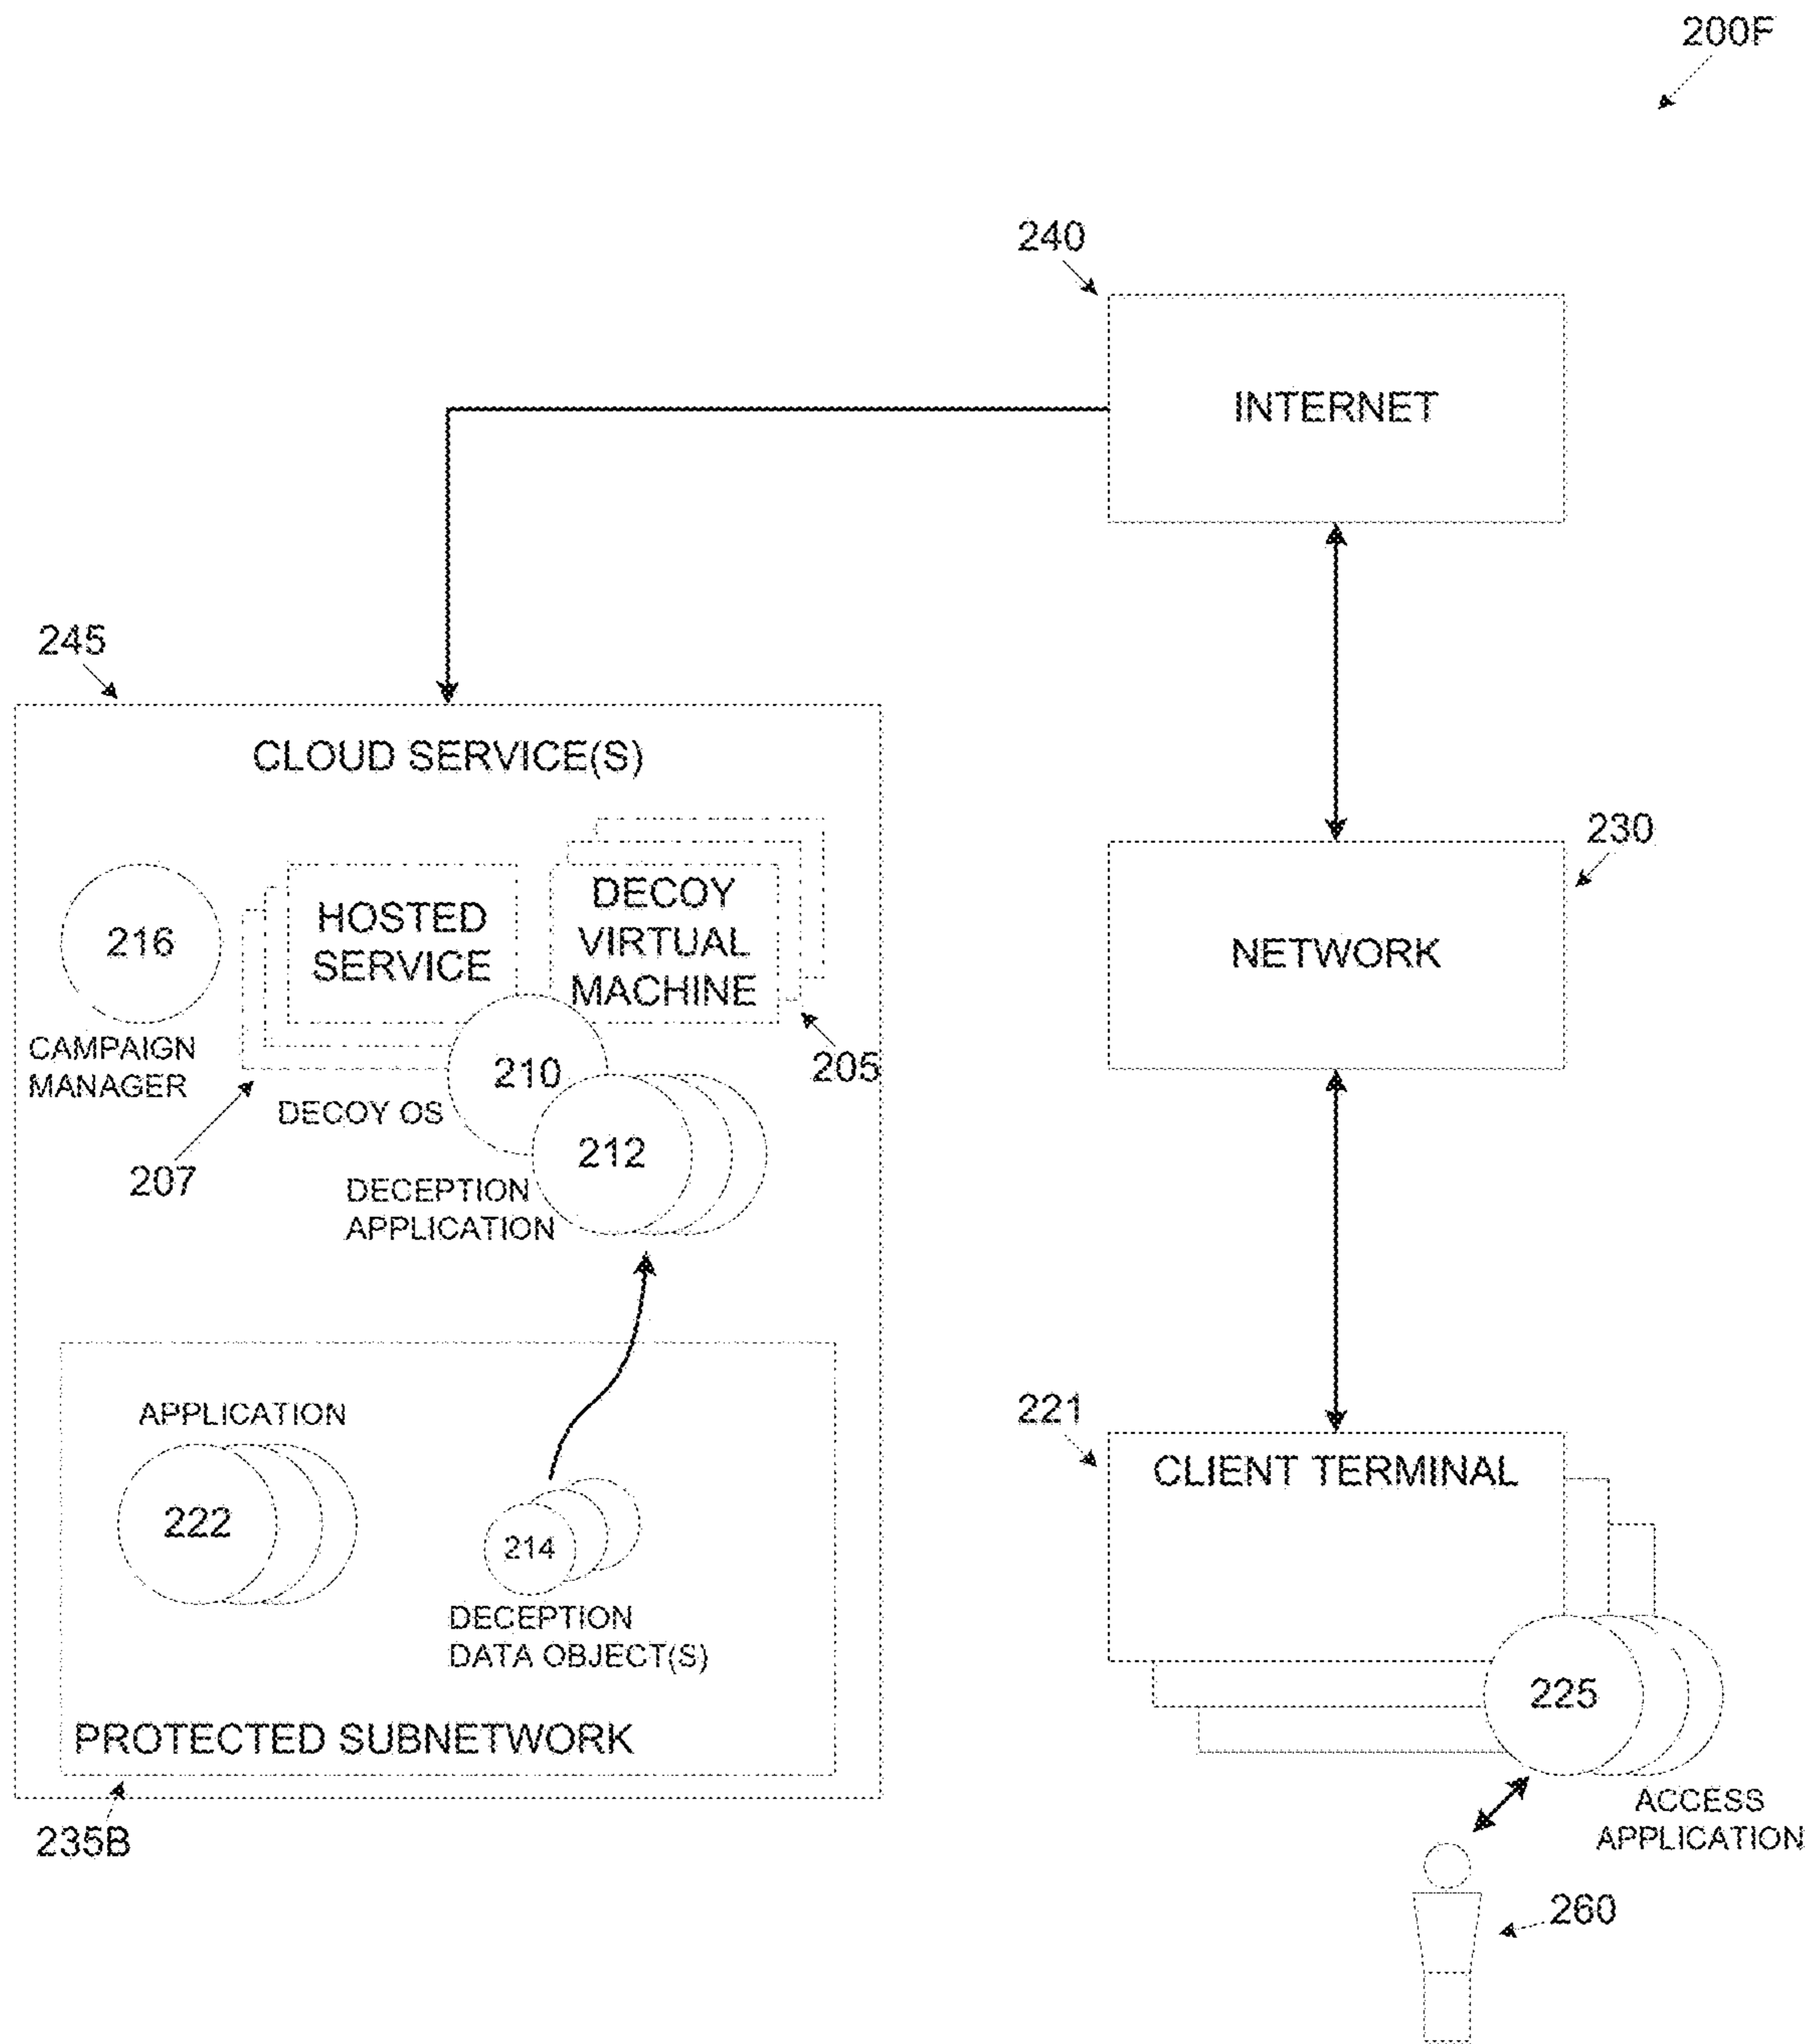 200F
240
INTERNET
245
CLOUD SERVICE(S)
230
NETWORK
216
CAMPAIGN
MANAGER
HOSTED
SERVICE
DECOY
VIRTUAL
MACHINE
205
207
210
DECOY OS
212
DECEPTION
APPLICATION
APPLICATION
222
214
DECEPTION
DATA OBJECT(S)
PROTECTED SUBNETWORK
235B
221
CLIENT TERMINAL
225
ACCESS
APPLICATION
260